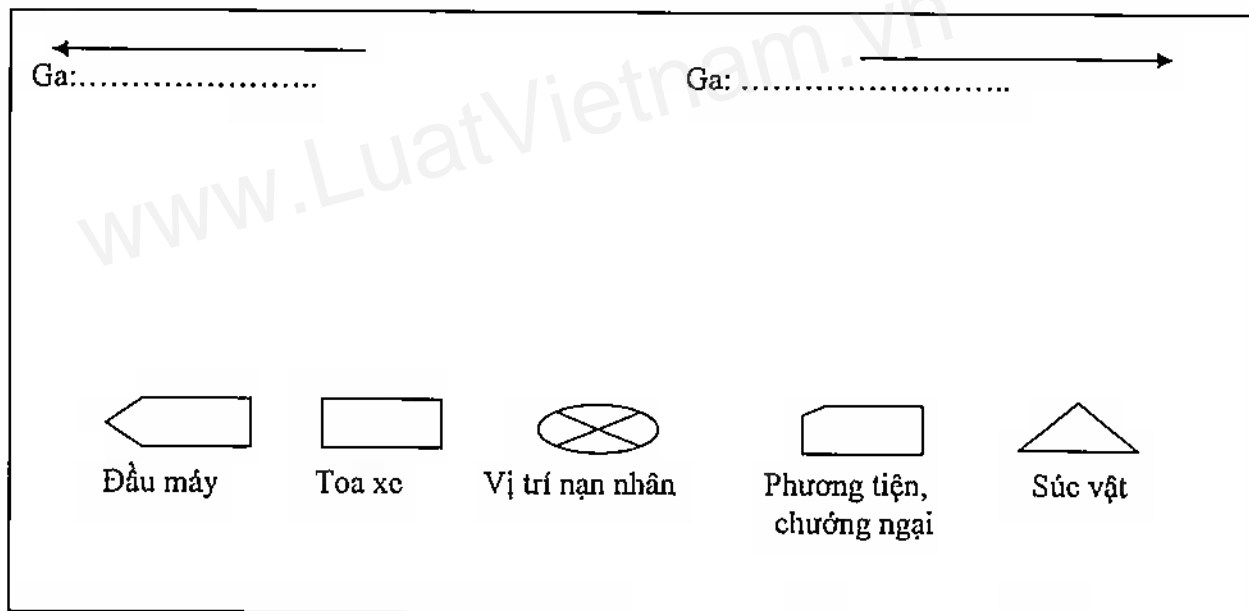 Ga:........................ Ga: ............................
www.LuatVietnam.vn
Đầu máy Toa xe Vị trí nạn nhân Phương tiện, Súc vật
chướng ngại